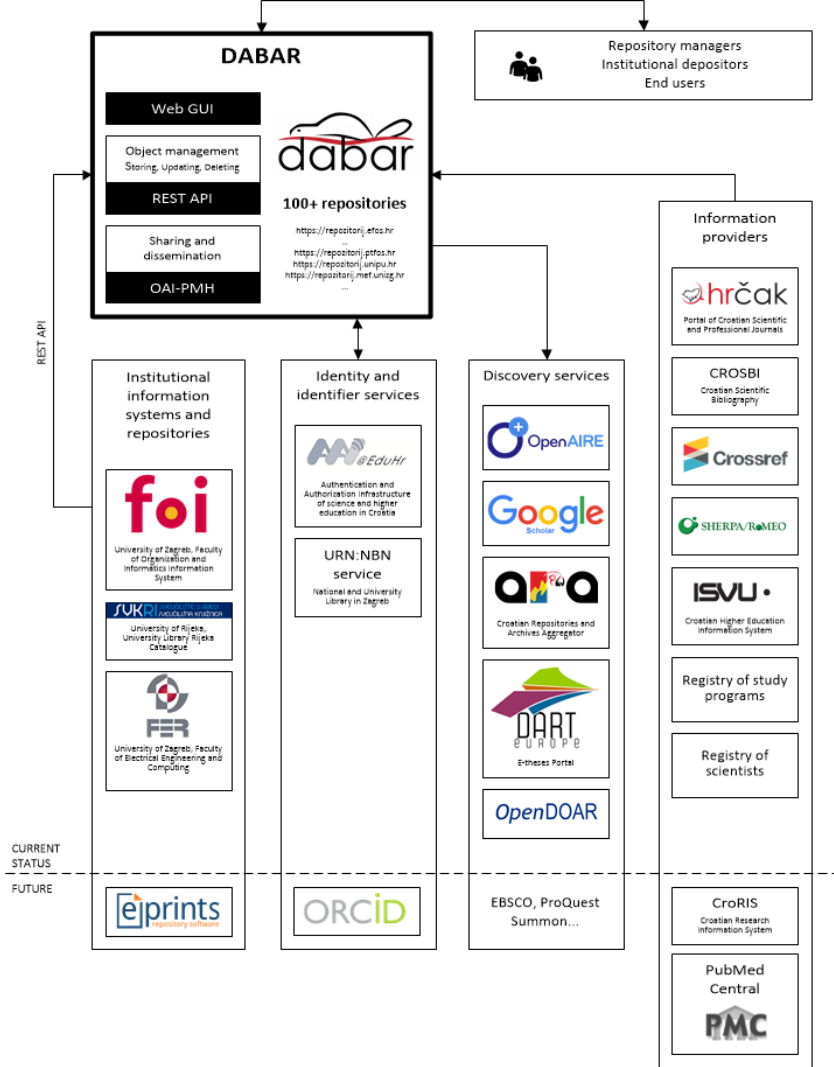 DABAR
Web GUI
Object management
Storing, Updating, Deleting
REST API
Sharing and
dissemination
OAI-PMH
dabar
100+ repositories
https://repozitorij.efos.hr
...
https://repozitorij.ptfos.hr
https://repozitorij.unipu.hr
https://repozitorij.mef.unizg.hr
...
Repository managers
Institutional depositors
End users
REST API
Institutional
information
systems and
repositories
foi
University of Zagreb, Faculty
of Organization and
Informatics Information
System
SVKRI SVEUČILIŠTE U RIJECI
SVEUČILIŠNA KNJIŽNICA
University of Rijeka,
University Library Rijeka
Catalogue
FER
University of Zagreb, Faculty
of Electrical Engineering and
Computing
Identity and
identifier services
AAI@EduHr
Authentication and
Authorization Infrastructure
of science and higher
education in Croatia
URN:NBN
service
National and University
Library in Zagreb
Discovery services
OpenAIRE
Google
Scholar
Croatian Repositories and
Archives Aggregator
DART
EUROPE
E-theses Portal
OpenDOAR
Information
providers
hrčak
Portal of Croatian Scientific
and Professional Journals
CROSBI
Croatian Scientific
Bibliography
Crossref
SHERPA/RoMEO
ISVU
Croatian Higher Education
Information System
Registry of study
programs
Registry of
scientists
CURRENT
STATUS
FUTURE
eprints
repository software
ORCID
EBSCO, ProQuest
Summon...
CroRIS
Croatian Research
Information System
PubMed
Central
PMC